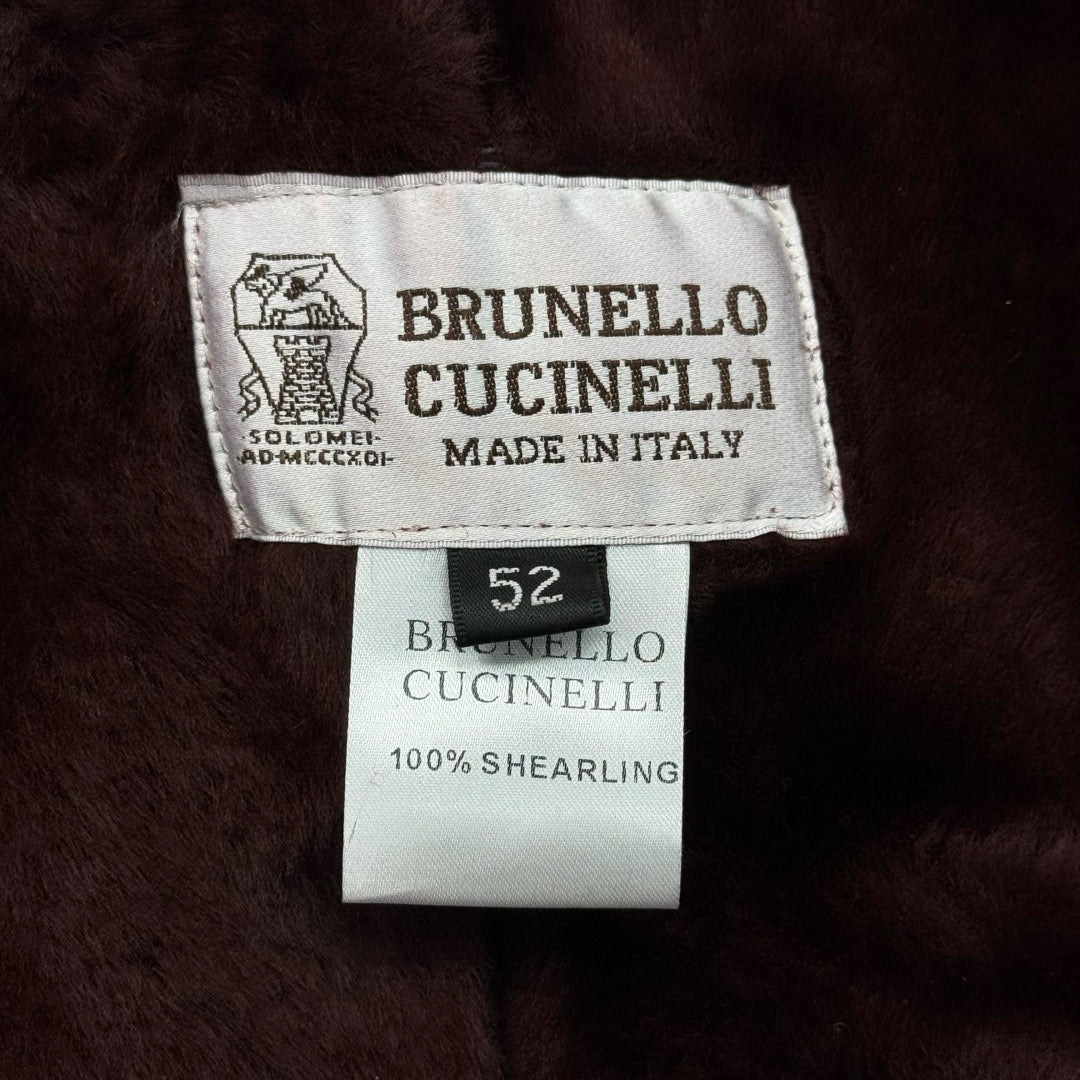 BRUNELLO
CUCINELLI
MADE IN ITALY
·SOLOMEI·
·AD·MCCCXCI·
52
BRUNELLO
CUCINELLI
100% SHEARLING